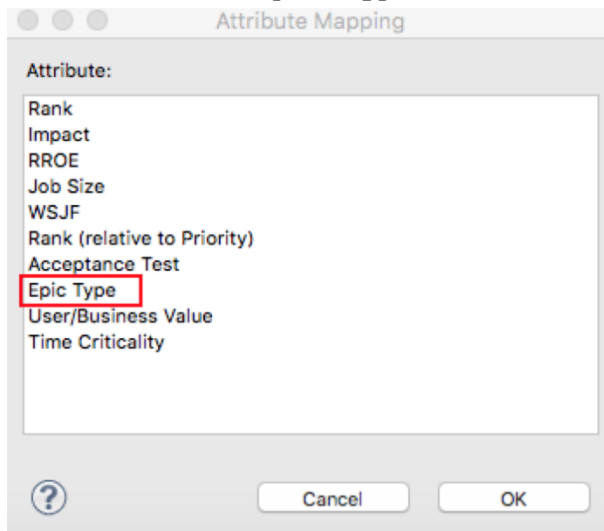 Attribute Mapping
Attribute:
Rank
Impact
RROE
Job Size
WSJF
Rank (relative to Priority)
Acceptance Test
Epic Type
User/Business Value
Time Criticality
?
Cancel
OK